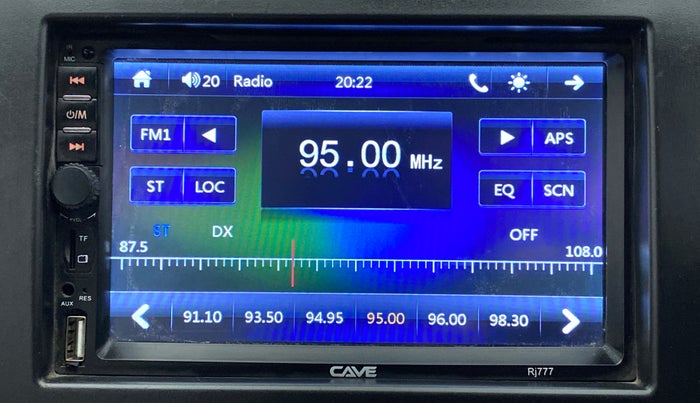 IN
MIC
20 Radio 20:22
FM1
APS
95.00 MHz
ST LOC
EQ SCN
ST DX OFF
87.5 108.0
91.10 93.50 94.95 95.00 96.00 98.30
⏻/M
VOL
TF
AUX RES
CAVE Rj777